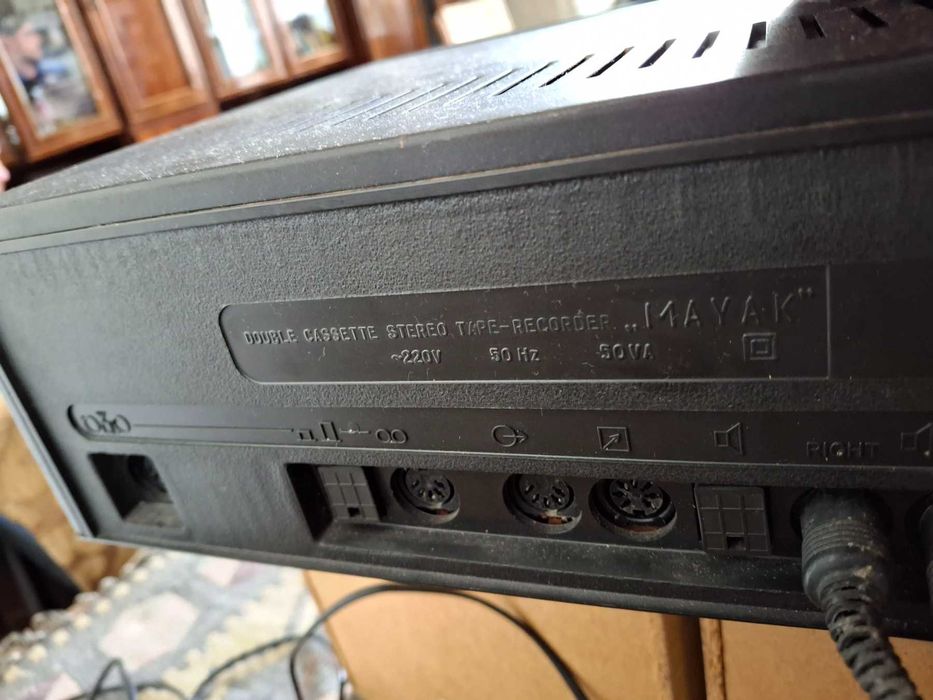 DOUBLE CASSETTE STEREO TAPE-RECORDER „MAYAK“
~220V 50 Hz 50VA
RIGHT